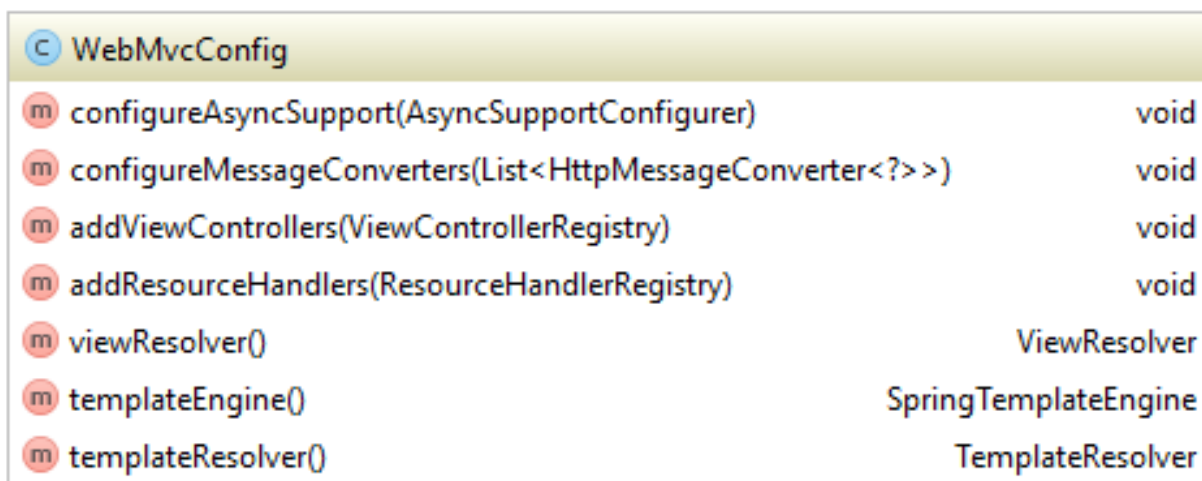 C WebMvcConfig
m configureAsyncSupport(AsyncSupportConfigurer) void
m configureMessageConverters(List<HttpMessageConverter<?>>) void
m addViewControllers(ViewControllerRegistry) void
m addResourceHandlers(ResourceHandlerRegistry) void
m viewResolver() ViewResolver
m templateEngine() SpringTemplateEngine
m templateResolver() TemplateResolver